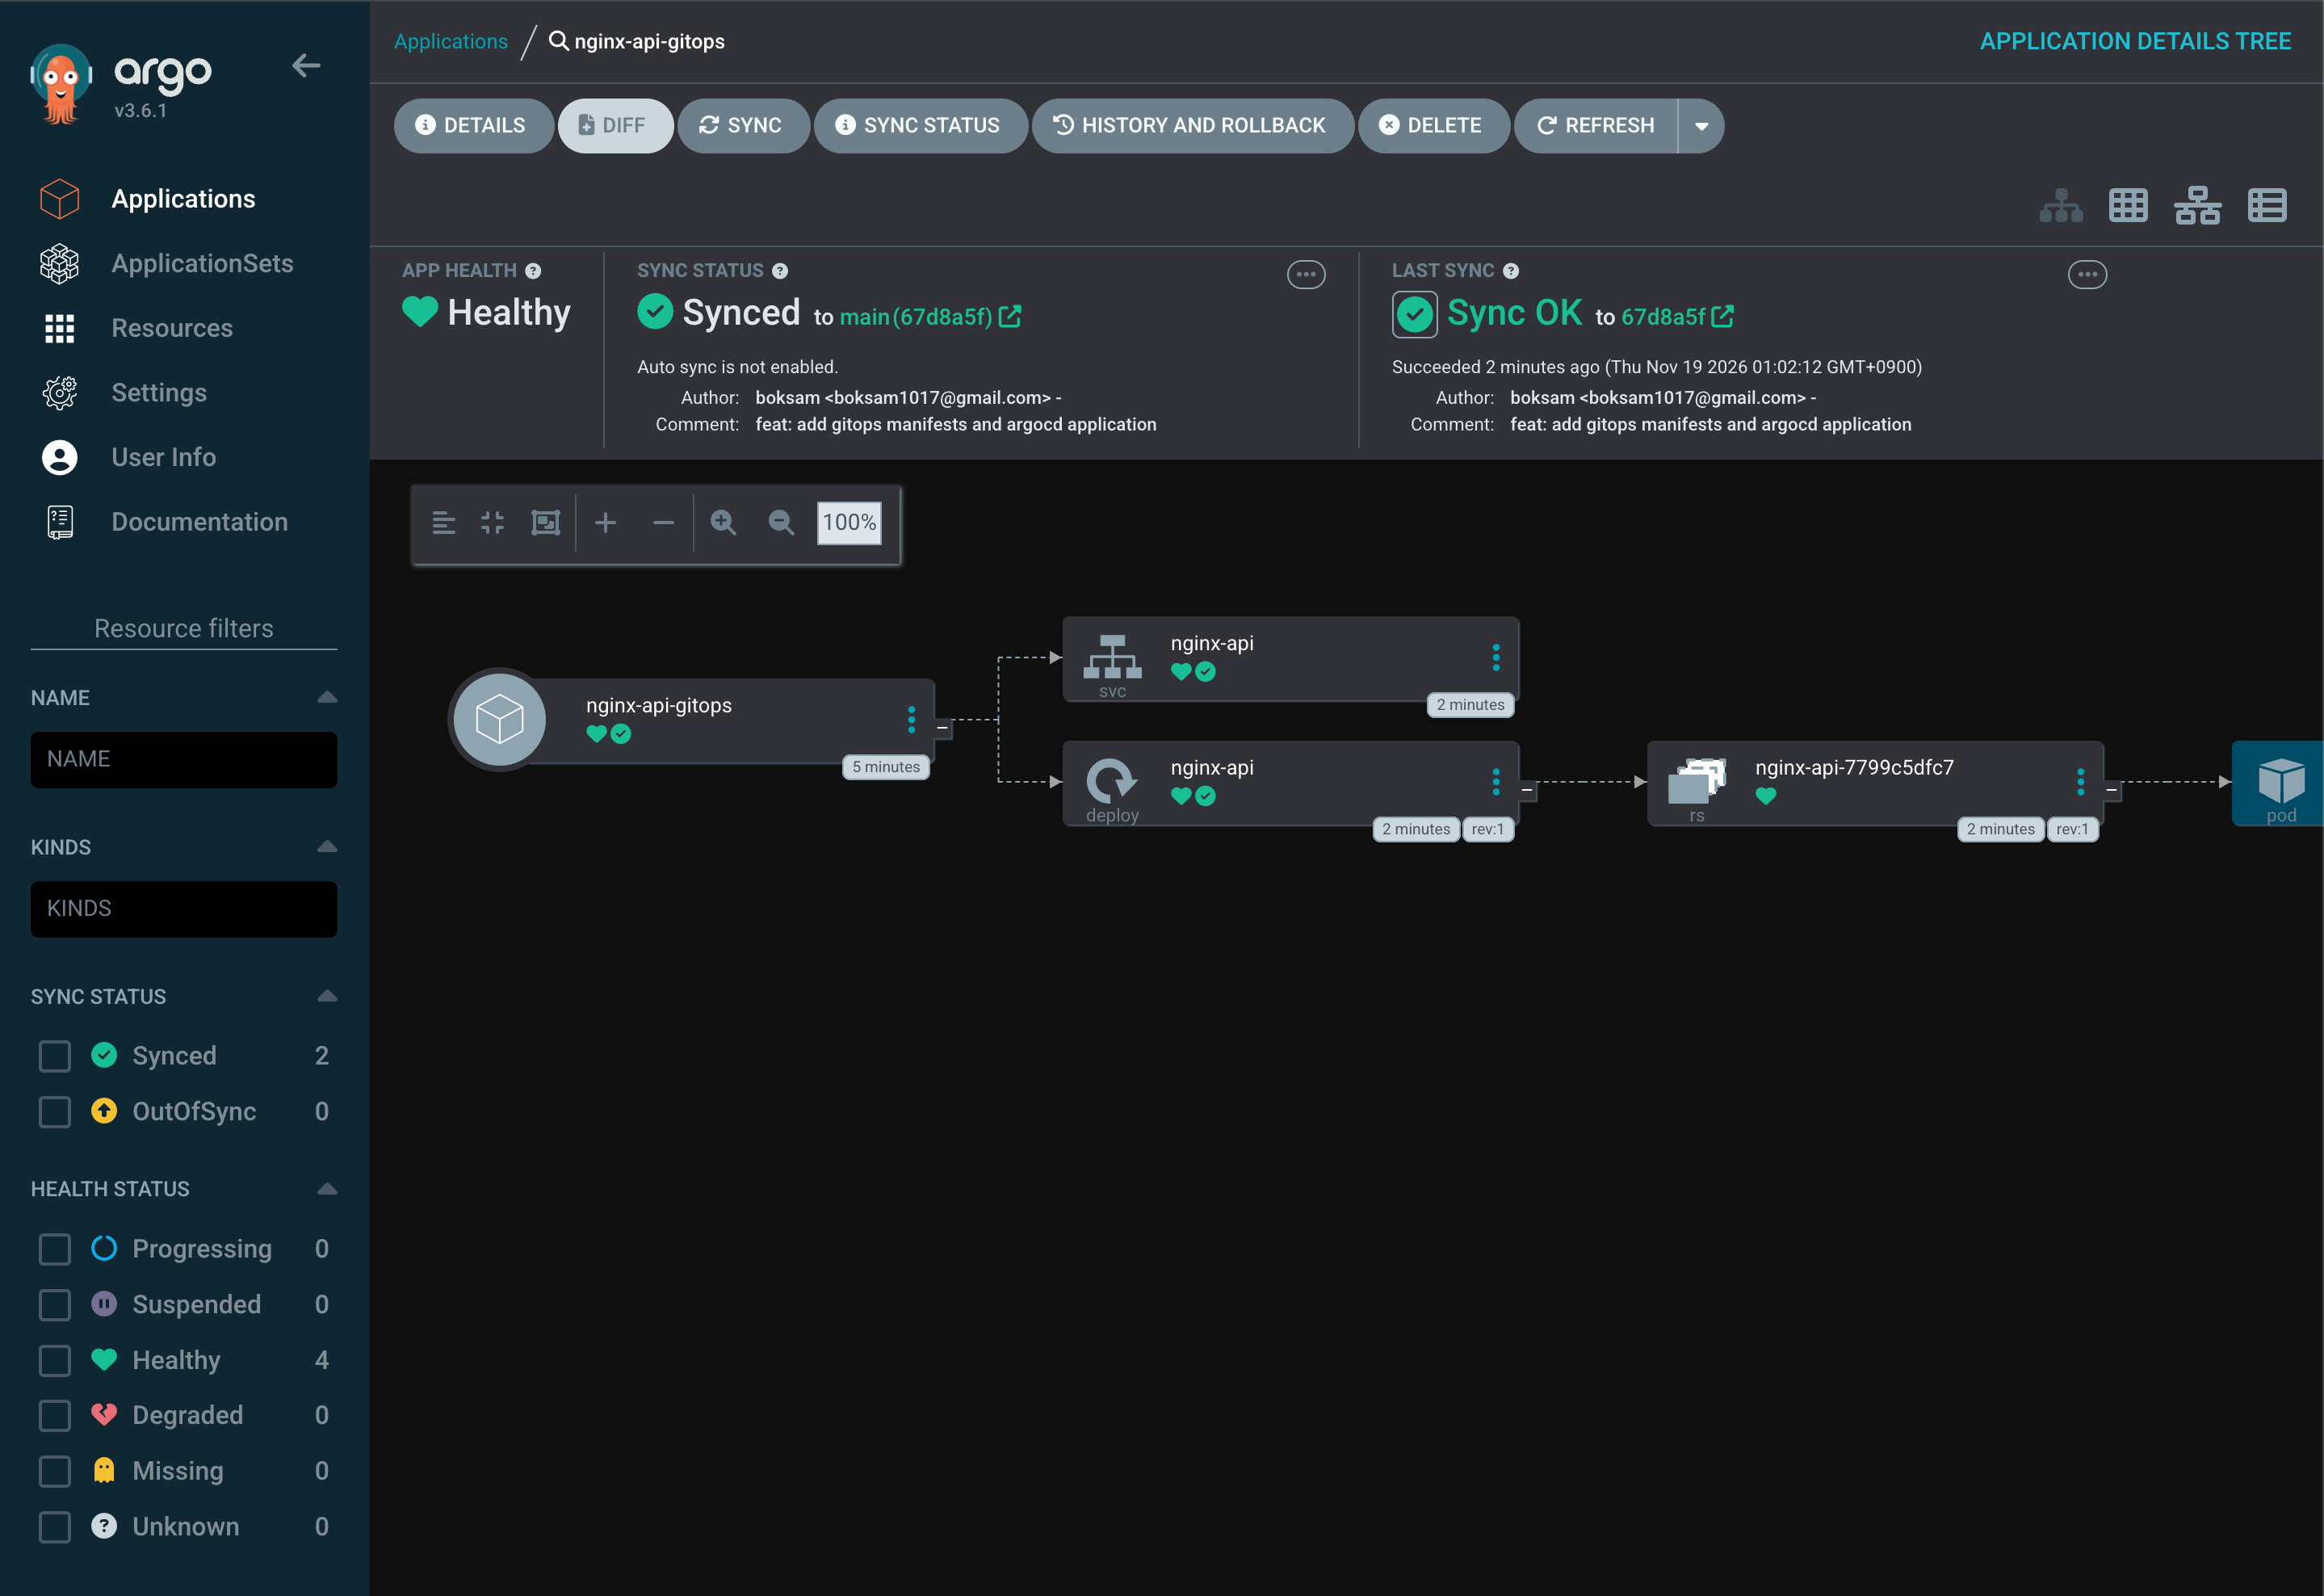 argo
v3.6.1
Applications
ApplicationSets
Resources
Settings
User Info
Documentation
Resource filters
NAME
NAME
KINDS
KINDS
SYNC STATUS
Synced 2
OutOfSync 0
HEALTH STATUS
Progressing 0
Suspended 0
Healthy 4
Degraded 0
Missing 0
Unknown 0
Applications / nginx-api-gitops
APPLICATION DETAILS TREE
DETAILS DIFF SYNC SYNC STATUS HISTORY AND ROLLBACK DELETE REFRESH
APP HEALTH
Healthy
SYNC STATUS
Synced to main (67d8a5f)
Auto sync is not enabled.
Author: boksam <boksam1017@gmail.com> -
Comment: feat: add gitops manifests and argocd application
LAST SYNC
Sync OK to 67d8a5f
Succeeded 2 minutes ago (Thu Nov 19 2026 01:02:12 GMT+0900)
Author: boksam <boksam1017@gmail.com> -
Comment: feat: add gitops manifests and argocd application
100%
nginx-api-gitops
5 minutes
nginx-api
svc
2 minutes
nginx-api
deploy
2 minutes rev:1
nginx-api-7799c5dfc7
rs
2 minutes rev:1
pod